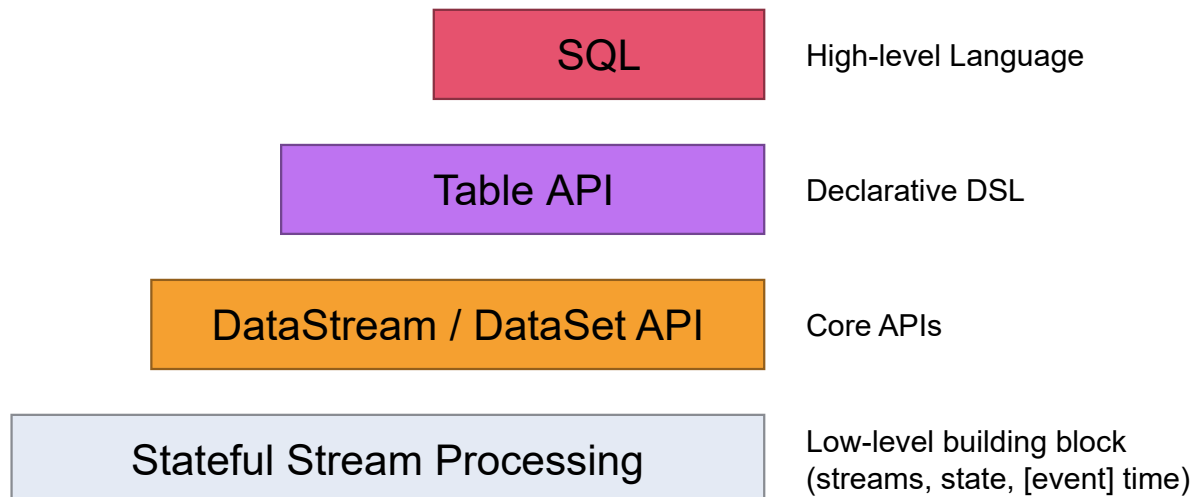 SQL
High-level Language
Table API
Declarative DSL
DataStream / DataSet API
Core APIs
Stateful Stream Processing
Low-level building block
(streams, state, [event] time)